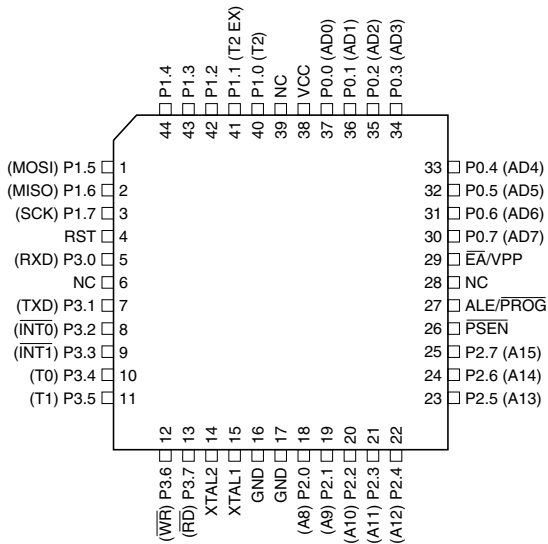 P1.4
P1.3
P1.2
P1.1 (T2 EX)
P1.0 (T2)
NC
VCC
P0.0 (AD0)
P0.1 (AD1)
P0.2 (AD2)
P0.3 (AD3)
44
43
42
41
40
39
38
37
36
35
34
(MOSI) P1.5 1
(MISO) P1.6 2
(SCK) P1.7 3
RST 4
(RXD) P3.0 5
NC 6
(TXD) P3.1 7
(I̅N̅T̅0̅) P3.2 8
(I̅N̅T̅1̅) P3.3 9
(T0) P3.4 10
(T1) P3.5 11
33 P0.4 (AD4)
32 P0.5 (AD5)
31 P0.6 (AD6)
30 P0.7 (AD7)
29 E̅A̅/VPP
28 NC
27 ALE/P̅R̅O̅G̅
26 P̅S̅E̅N̅
25 P2.7 (A15)
24 P2.6 (A14)
23 P2.5 (A13)
12
13
14
15
16
17
18
19
20
21
22
(W̅R̅) P3.6
(R̅D̅) P3.7
XTAL2
XTAL1
GND
GND
(A8) P2.0
(A9) P2.1
(A10) P2.2
(A11) P2.3
(A12) P2.4